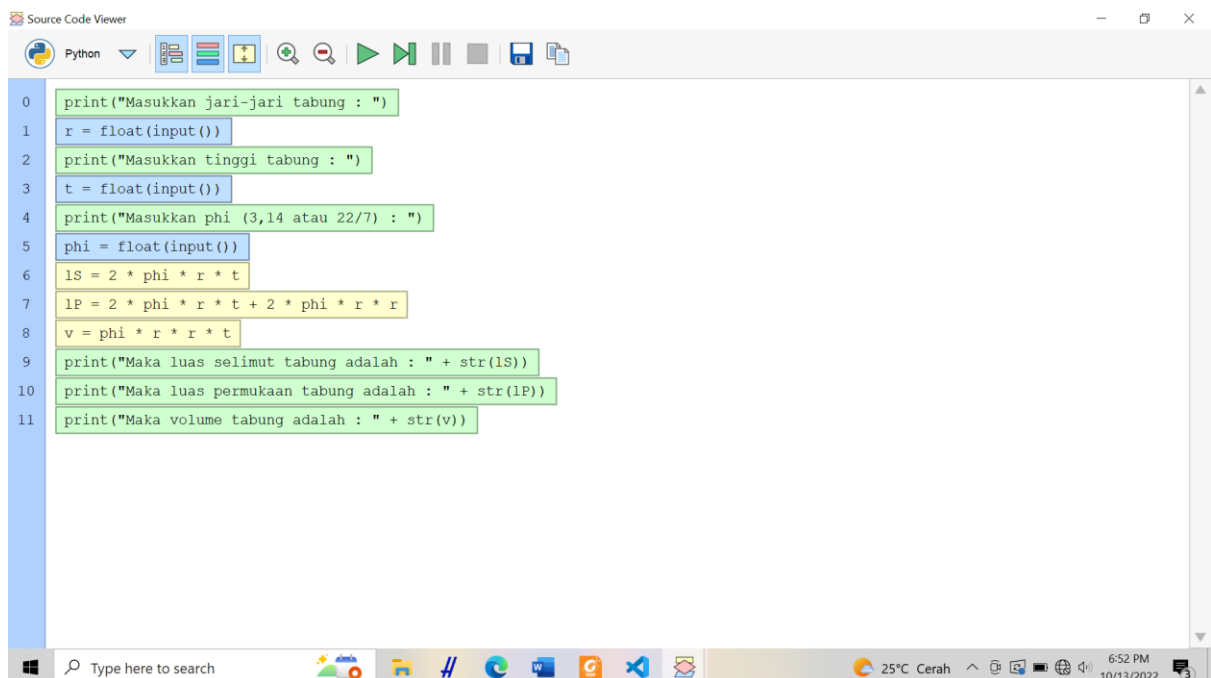 Source Code Viewer
Python
0 print("Masukkan jari-jari tabung : ")
1 r = float(input())
2 print("Masukkan tinggi tabung : ")
3 t = float(input())
4 print("Masukkan phi (3,14 atau 22/7) : ")
5 phi = float(input())
6 lS = 2 * phi * r * t
7 lP = 2 * phi * r * t + 2 * phi * r * r
8 v = phi * r * r * t
9 print("Maka luas selimut tabung adalah : " + str(lS))
10 print("Maka luas permukaan tabung adalah : " + str(lP))
11 print("Maka volume tabung adalah : " + str(v))
Type here to search
25°C Cerah
6:52 PM
10/13/2022
3